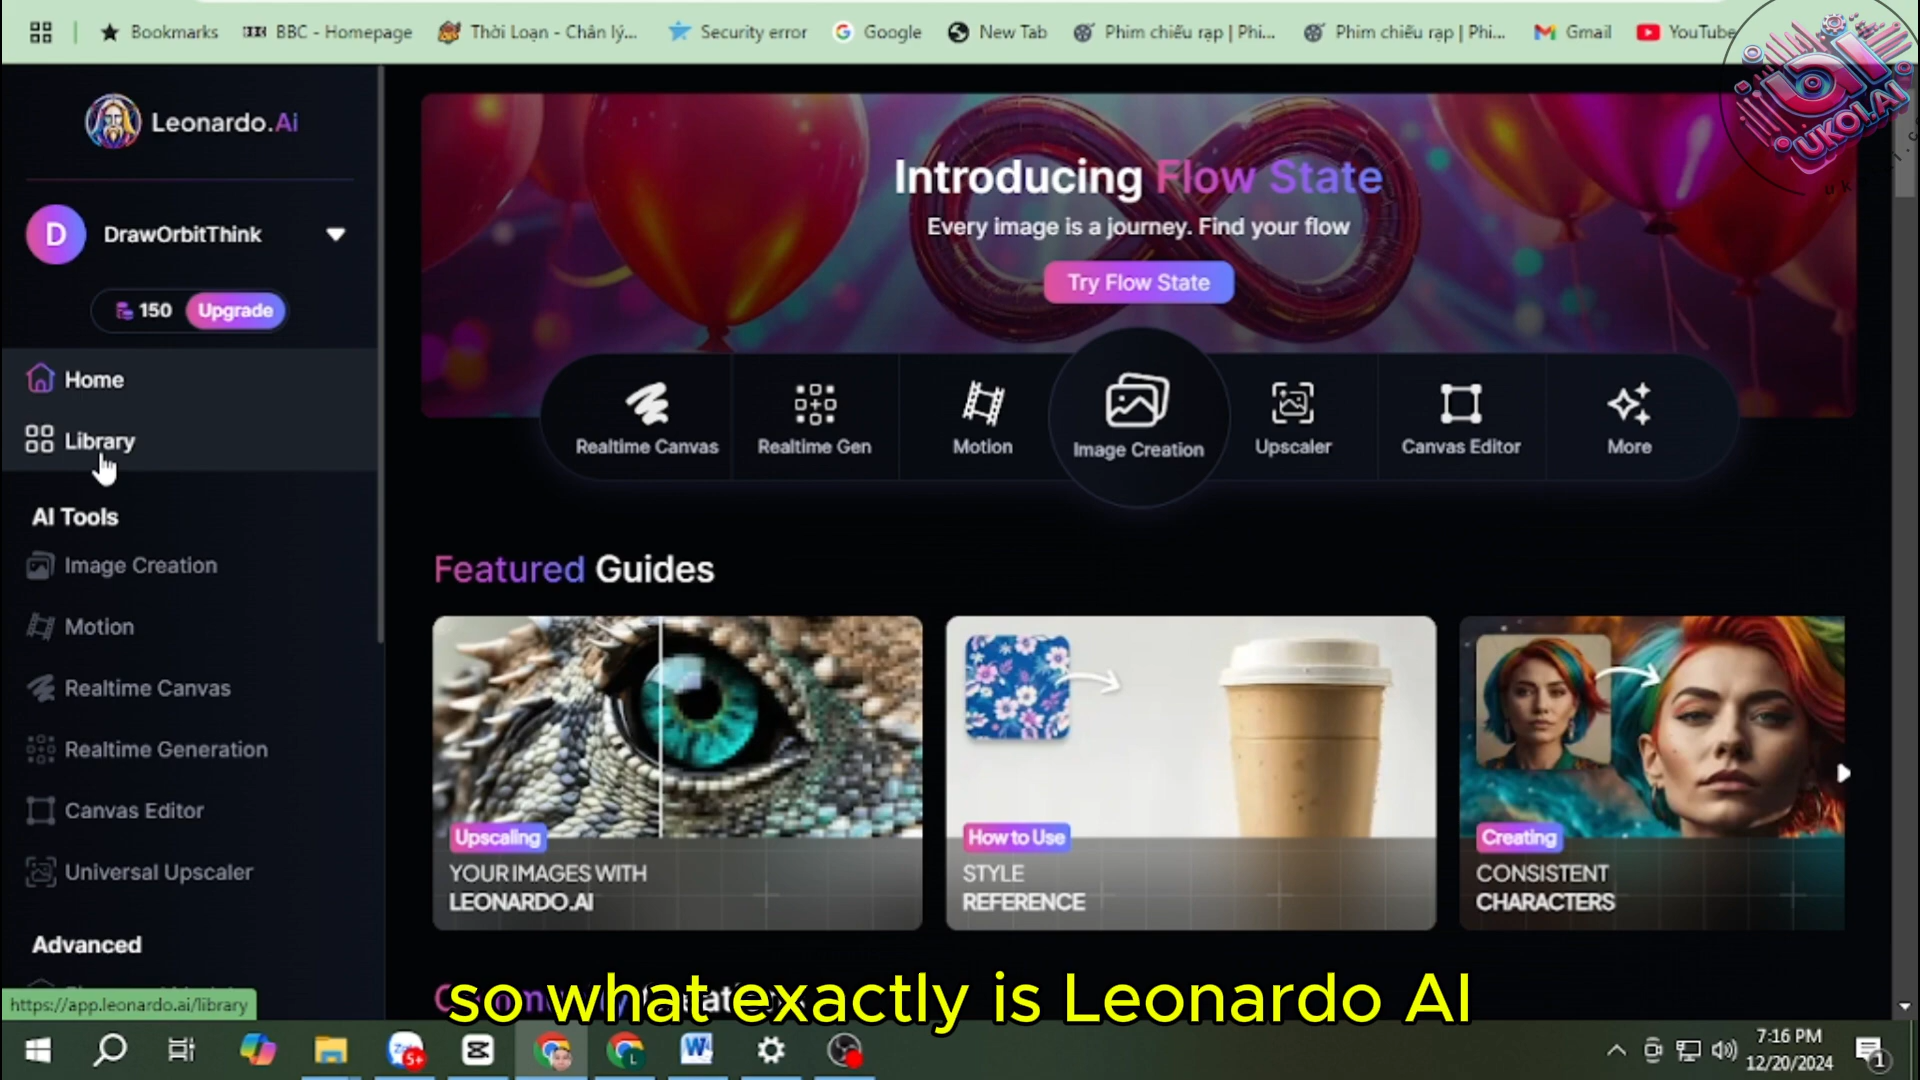 Bookmarks
BBC - Homepage
Thời Loạn - Chân lý...
Security error
Google
New Tab
Phim chiếu rạp | Phi...
Phim chiếu rạp | Phi...
Gmail
YouTube
UKOI.AI
Leonardo.Ai
D
DrawOrbitThink
150
Upgrade
Home
Library
AI Tools
Image Creation
Motion
Realtime Canvas
Realtime Generation
Canvas Editor
Universal Upscaler
Advanced
https://app.leonardo.ai/library
Introducing Flow State
Every image is a journey. Find your flow
Try Flow State
Realtime Canvas
Realtime Gen
Motion
Image Creation
Upscaler
Canvas Editor
More
Featured Guides
Upscaling
YOUR IMAGES WITH
LEONARDO.AI
How to Use
STYLE
REFERENCE
Creating
CONSISTENT
CHARACTERS
so what exactly is Leonardo AI
5+
L
W
7:16 PM
12/20/2024
1